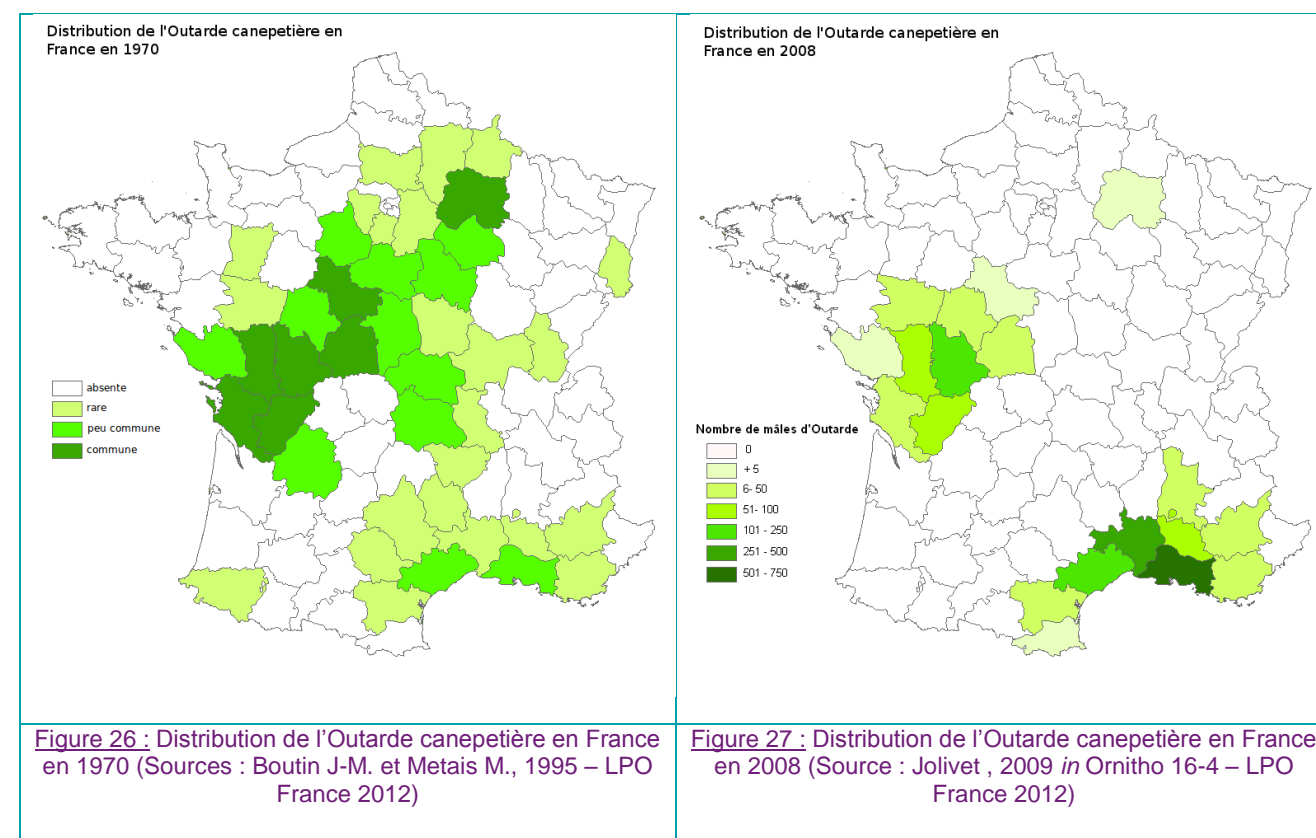 Distribution de l'Outarde canepetière en
France en 1970
absente
rare
peu commune
commune
Figure 26 : Distribution de l'Outarde canepetière en France
en 1970 (Sources : Boutin J-M. et Metais M., 1995 – LPO
France 2012)
Distribution de l'Outarde canepetière en
France en 2008
Nombre de mâles d'Outarde
0
+ 5
6- 50
51- 100
101 - 250
251 - 500
501 - 750
Figure 27 : Distribution de l'Outarde canepetière en France
en 2008 (Source : Jolivet , 2009 in Ornitho 16-4 – LPO
France 2012)